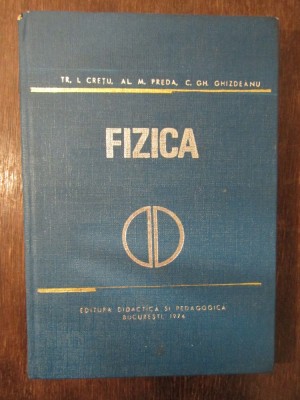 TR. I. CREȚU, AL. M. PREDA, C. GH. GHIZDEANU
FIZICA
EDITURA DIDACTICĂ ȘI PEDAGOGICĂ
BUCUREȘTI, 1974